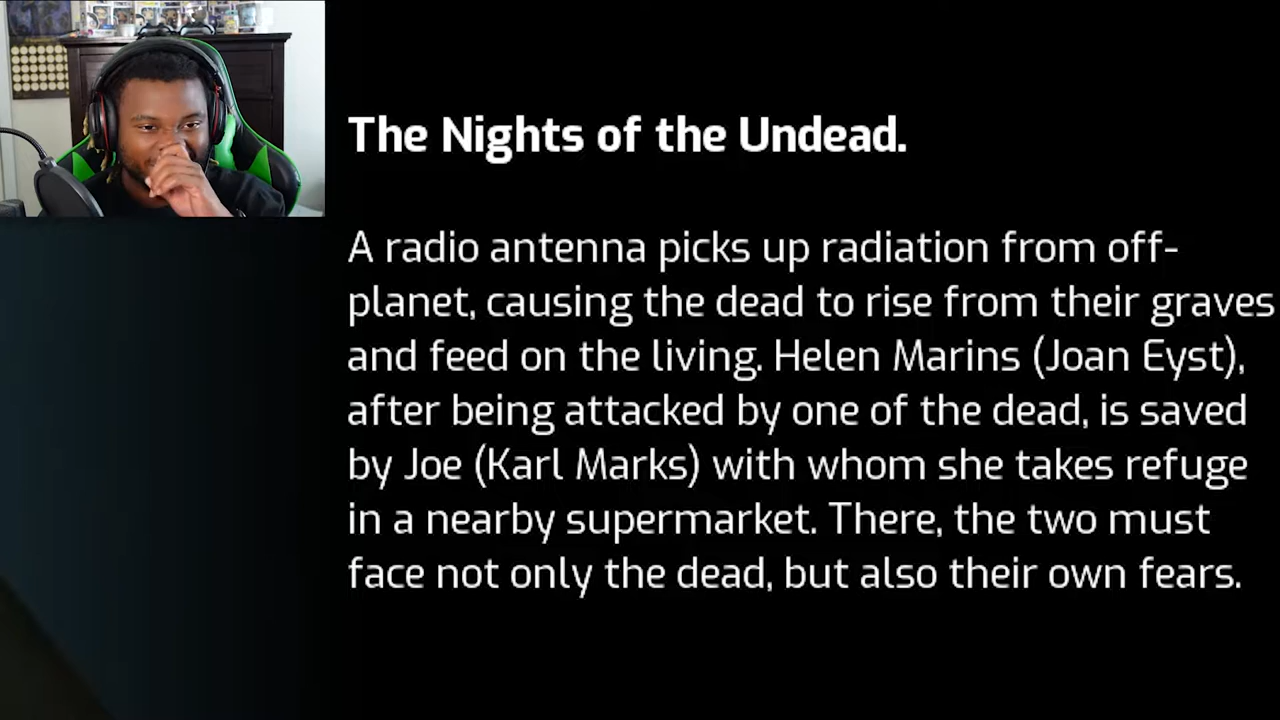 The Nights of the Undead.
A radio antenna picks up radiation from off-
planet, causing the dead to rise from their graves
and feed on the living. Helen Marins (Joan Eyst),
after being attacked by one of the dead, is saved
by Joe (Karl Marks) with whom she takes refuge
in a nearby supermarket. There, the two must
face not only the dead, but also their own fears.